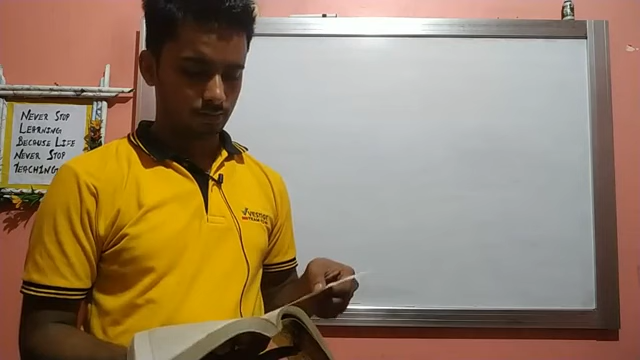 NEVER STOP
LEARNING
BECAUSE LIFE
NEVER STOP
TEACHING